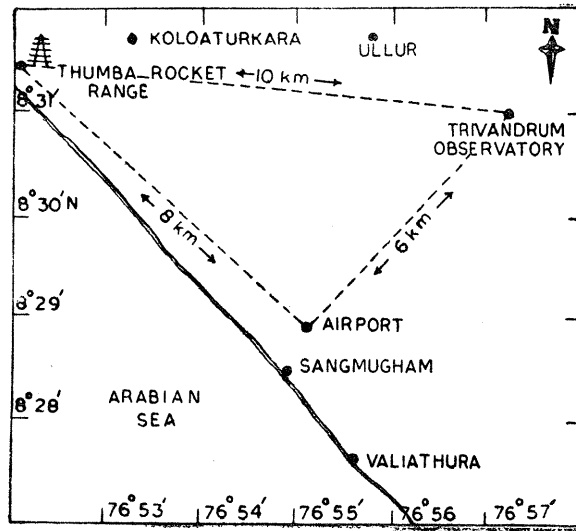 N
KOLOATURKARA
ULLUR
THUMBA ROCKET
RANGE
10 km
8°31'
TRIVANDRUM
OBSERVATORY
8°30'N
8 km
6 km
8°29'
AIRPORT
SANGMUGHAM
ARABIAN
SEA
8°28'
VALIATHURA
76°53'
76°54'
76°55'
76°56'
76°57'